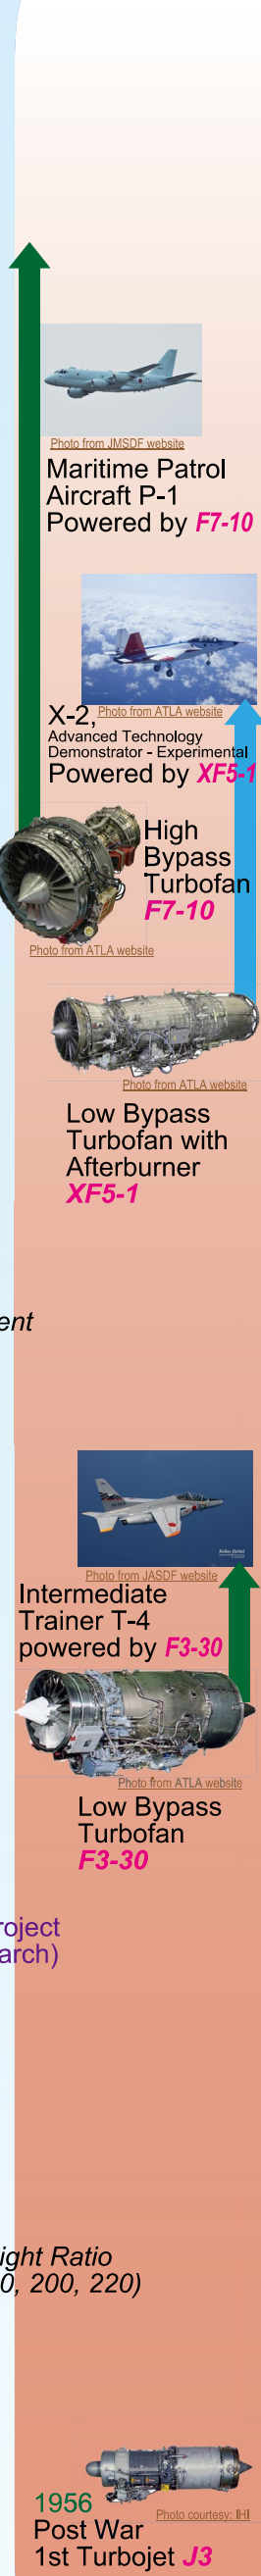 Photo from JMSDF website
Maritime Patrol
Aircraft P-1
Powered by F7-10
X-2, Photo from ATLA website
Advanced Technology
Demonstrator - Experimental
Powered by XF5-1
High
Bypass
Turbofan
F7-10
Photo from ATLA website
Photo from ATLA website
Low Bypass
Turbofan with
Afterburner
XF5-1
ent
Photo from JASDF website
Intermediate
Trainer T-4
powered by F3-30
Photo from ATLA website
Low Bypass
Turbofan
F3-30
roject
arch)
ight Ratio
0, 200, 220)
1956
Photo courtesy: IHI
Post War
1st Turbojet J3